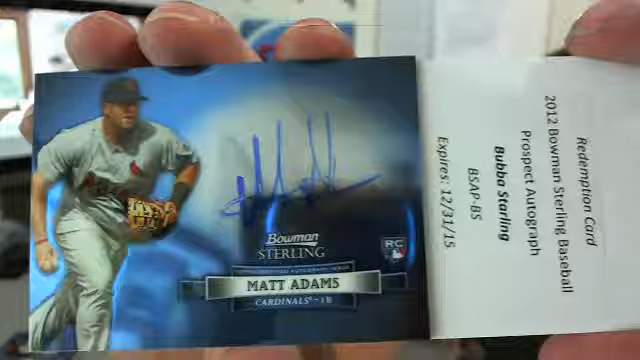 Bowman
STERLING
RC
MATT ADAMS
CARDINALS - 1B
Redemption Card
2012 Bowman Sterling Baseball
Prospect Autograph
Bubba Starling
BSAP-BS
Expires: 12/31/15